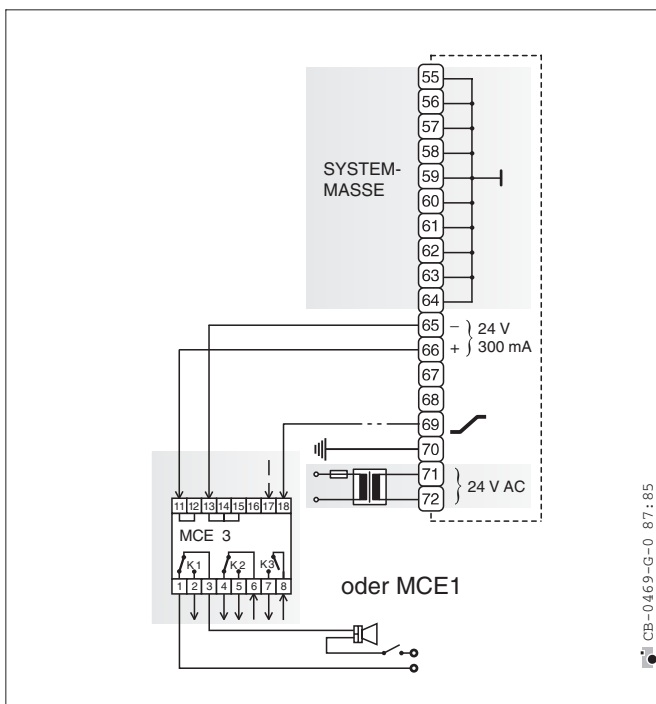 55
56
57
58
SYSTEM-
59
MASSE
60
61
62
63
64
65 − 24 V
66 + 300 mA
67
68
69
70
71
24 V AC
72
11 12 13 14 15 16 17 18
MCE 3
K1 K2 K3
1 2 3 4 5 6 7 8
oder MCE1
CB-0469-G-0 87:85